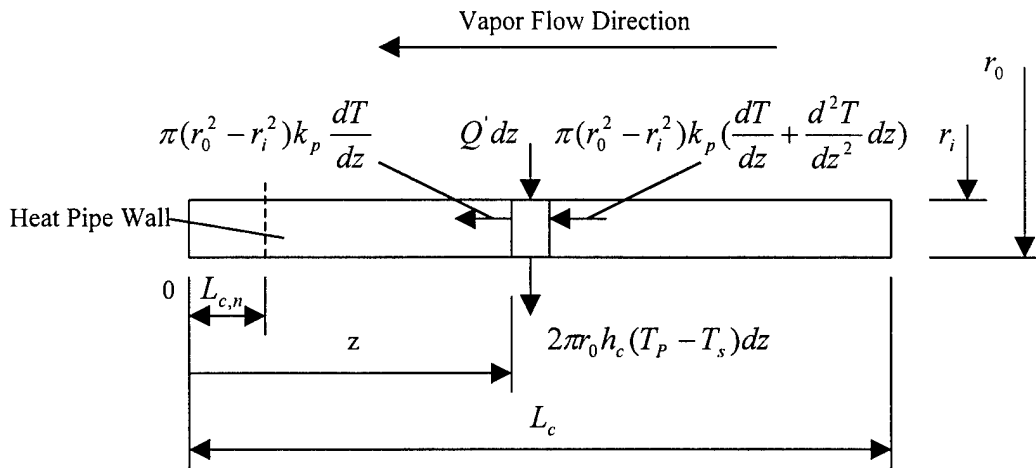 Vapor Flow Direction
r_0
π(r_0^2 − r_i^2)k_p dT/dz
Q'dz
π(r_0^2 − r_i^2)k_p(dT/dz + d^2T/dz^2 dz)
r_i
Heat Pipe Wall
0
L_{c,n}
z
2πr_0h_c(T_P − T_s)dz
L_c